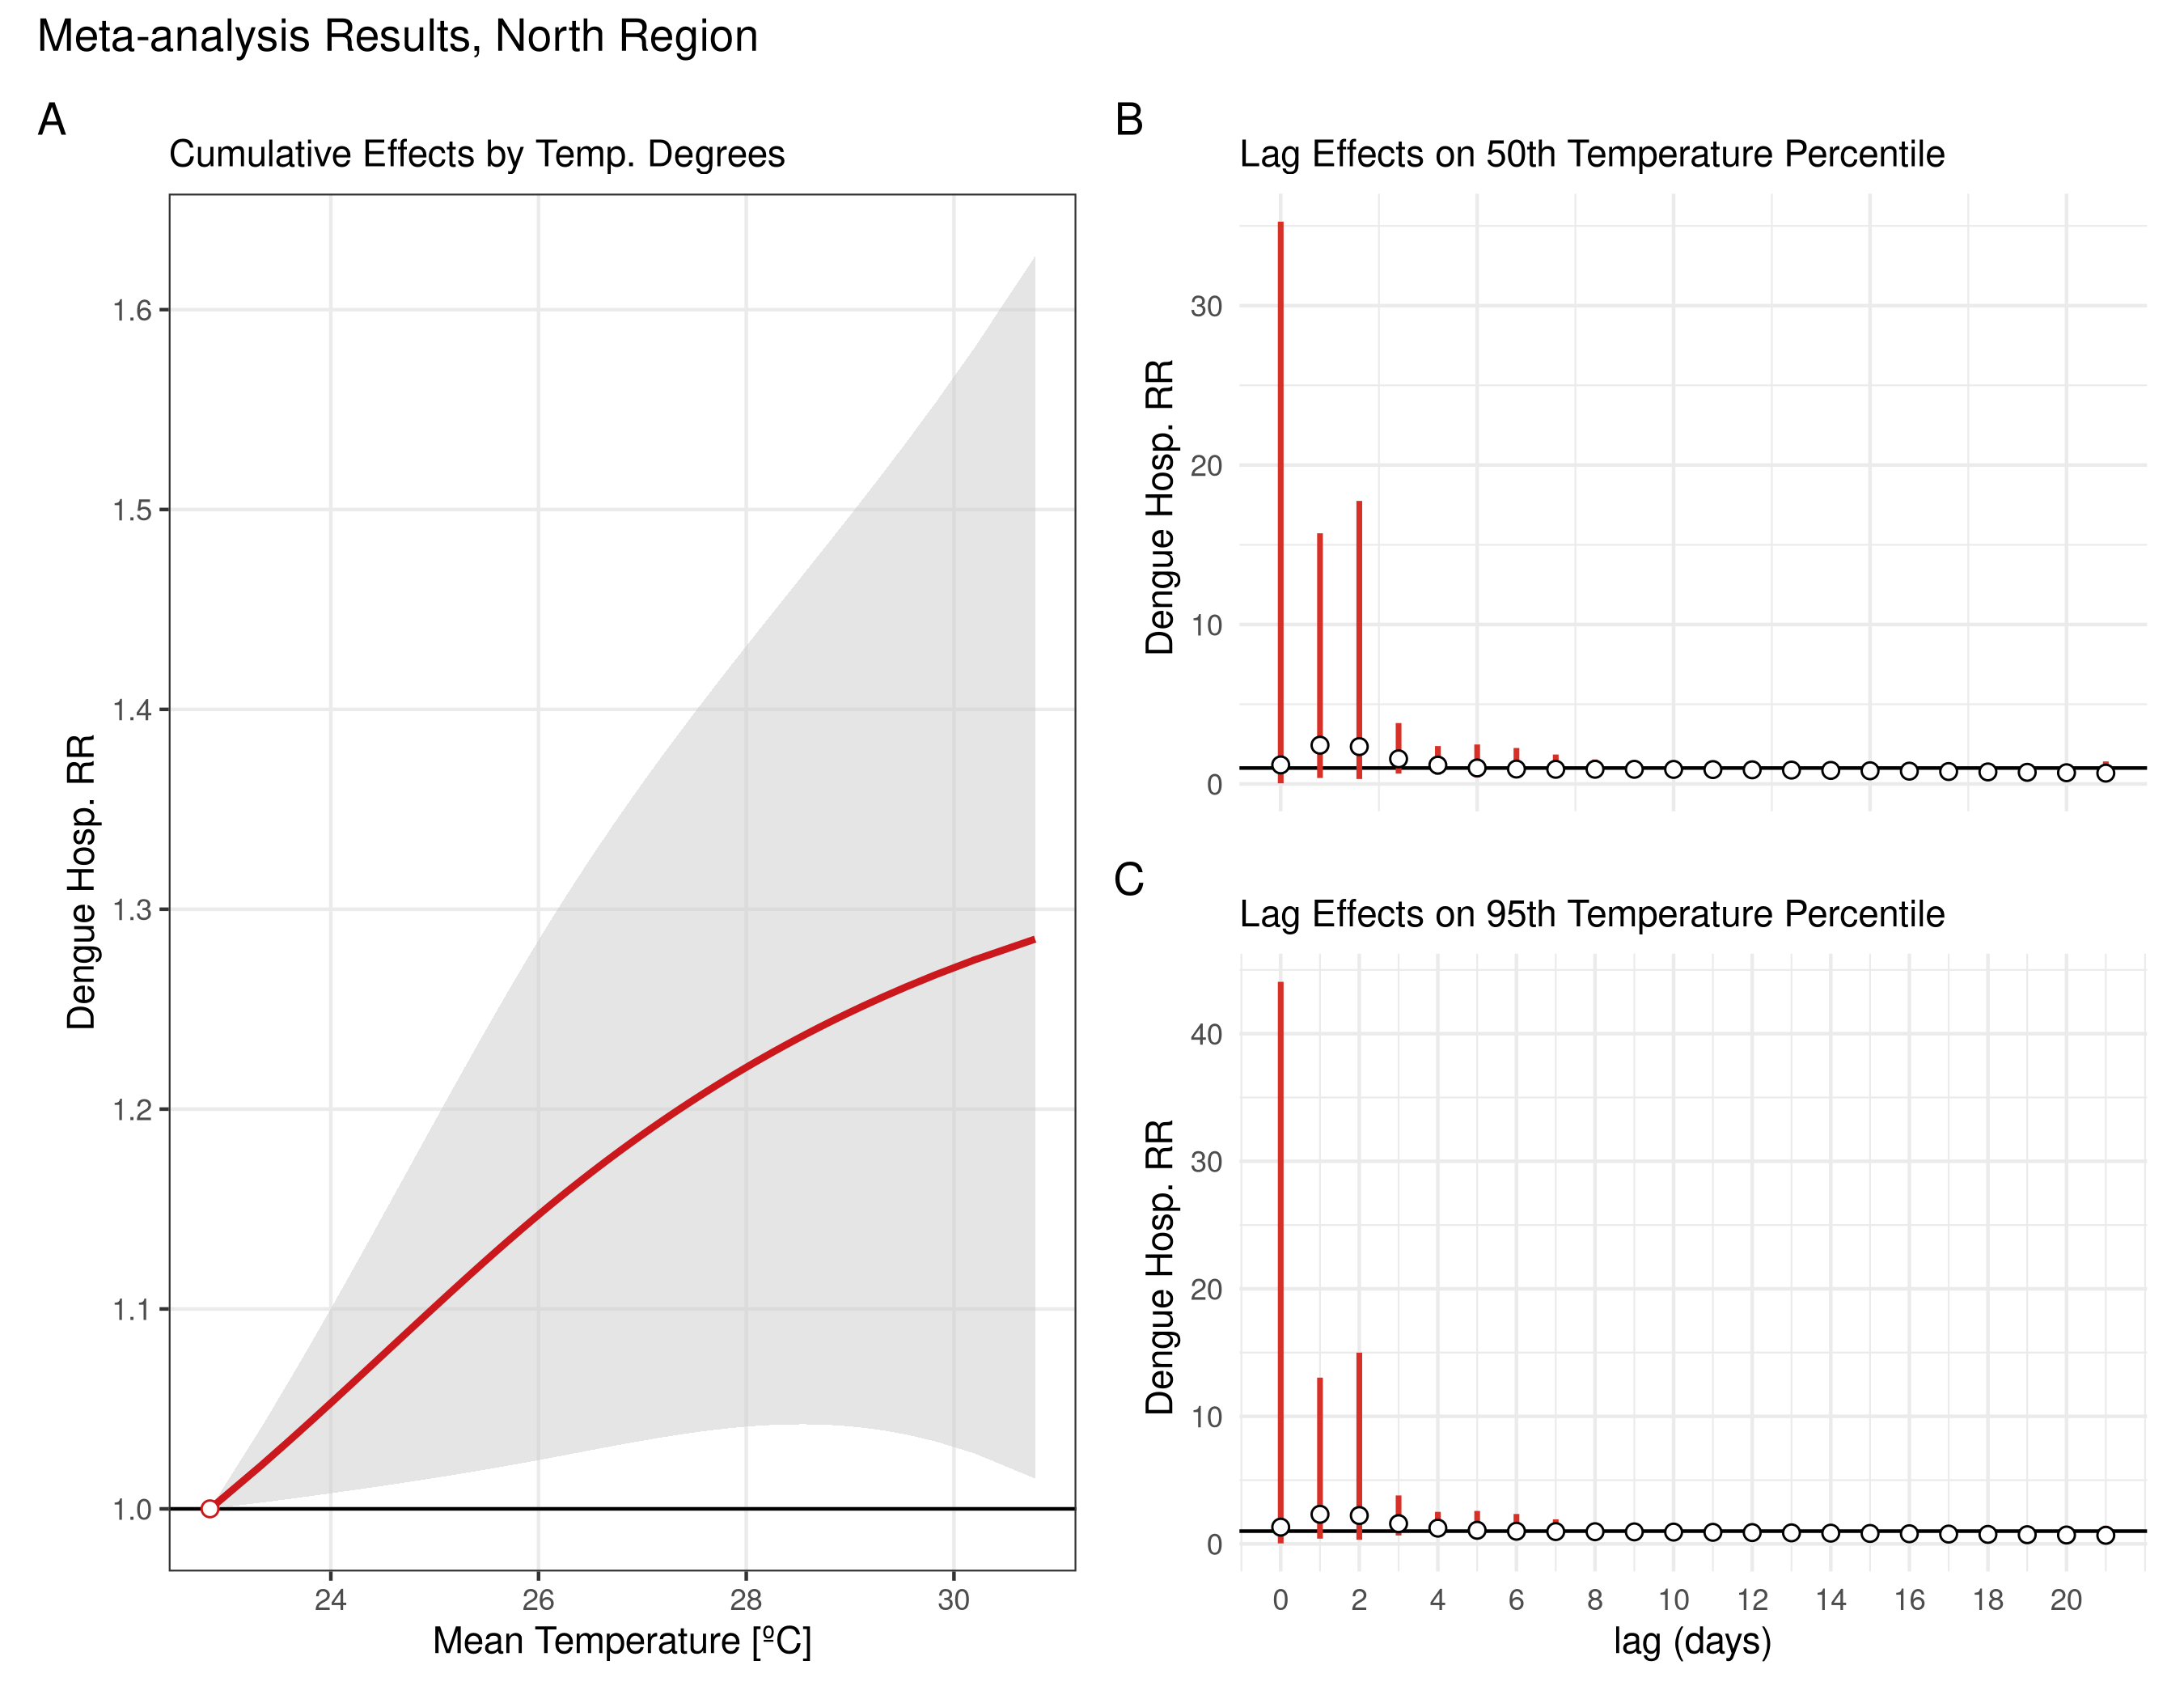 Meta-analysis Results, North Region
A
Cumulative Effects by Temp. Degrees
Dengue Hosp. RR
1.6
1.5
1.4
1.3
1.2
1.1
1.0
24 26 28 30
Mean Temperature [ºC]
B
Lag Effects on 50th Temperature Percentile
Dengue Hosp. RR
30
20
10
0
C
Lag Effects on 95th Temperature Percentile
Dengue Hosp. RR
40
30
20
10
0
0 2 4 6 8 10 12 14 16 18 20
lag (days)